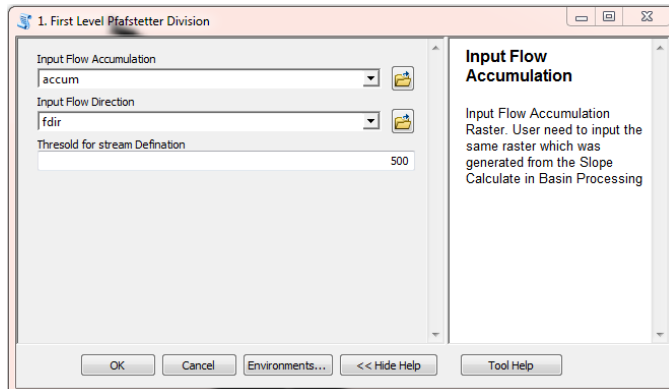 1. First Level Pfafstetter Division
Input Flow Accumulation
accum
Input Flow Direction
fdir
Thresold for stream Defination
500
Input Flow
Accumulation
Input Flow Accumulation
Raster. User need to input the
same raster which was
generated from the Slope
Calculate in Basin Processing
OK
Cancel
Environments...
<< Hide Help
Tool Help